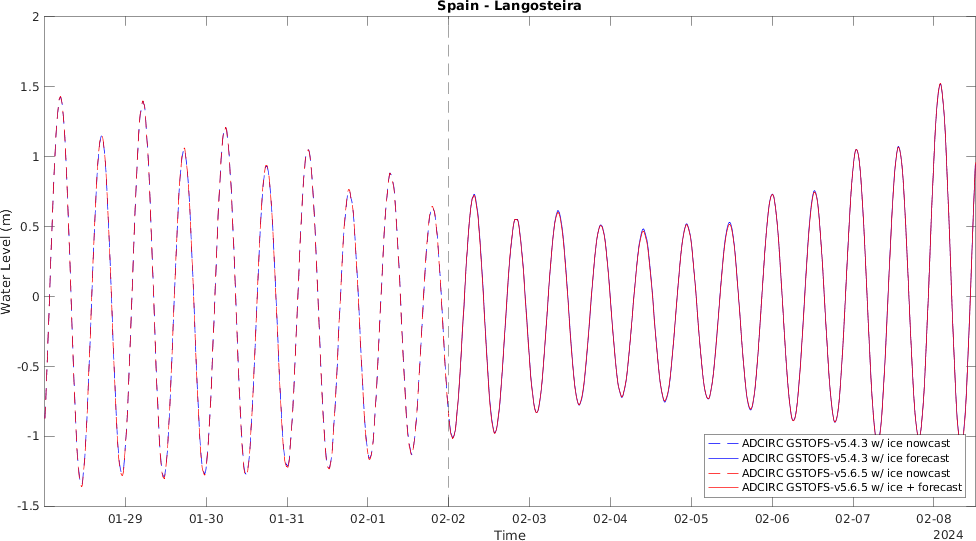 Spain - Langosteira
2
1.5
1
0.5
0
-0.5
-1
-1.5
Water Level (m)
01-29 01-30 01-31 02-01 02-02 02-03 02-04 02-05 02-06 02-07 02-08
Time
2024
ADCIRC GSTOFS-v5.4.3 w/ ice nowcast
ADCIRC GSTOFS-v5.4.3 w/ ice forecast
ADCIRC GSTOFS-v5.6.5 w/ ice nowcast
ADCIRC GSTOFS-v5.6.5 w/ ice + forecast